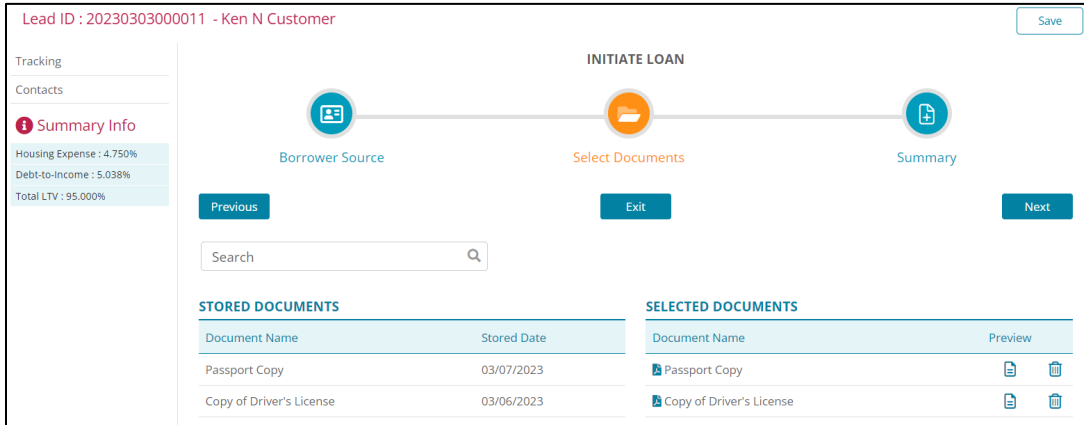 Lead ID : 20230303000011 - Ken N Customer
Save
Tracking
Contacts
Summary Info
Housing Expense : 4.750%
Debt-to-Income : 5.038%
Total LTV : 95.000%
INITIATE LOAN
Borrower Source
Select Documents
Summary
Previous
Exit
Next
Search
STORED DOCUMENTS
Document Name Stored Date
Passport Copy 03/07/2023
Copy of Driver's License 03/06/2023
SELECTED DOCUMENTS
Document Name Preview
Passport Copy
Copy of Driver's License